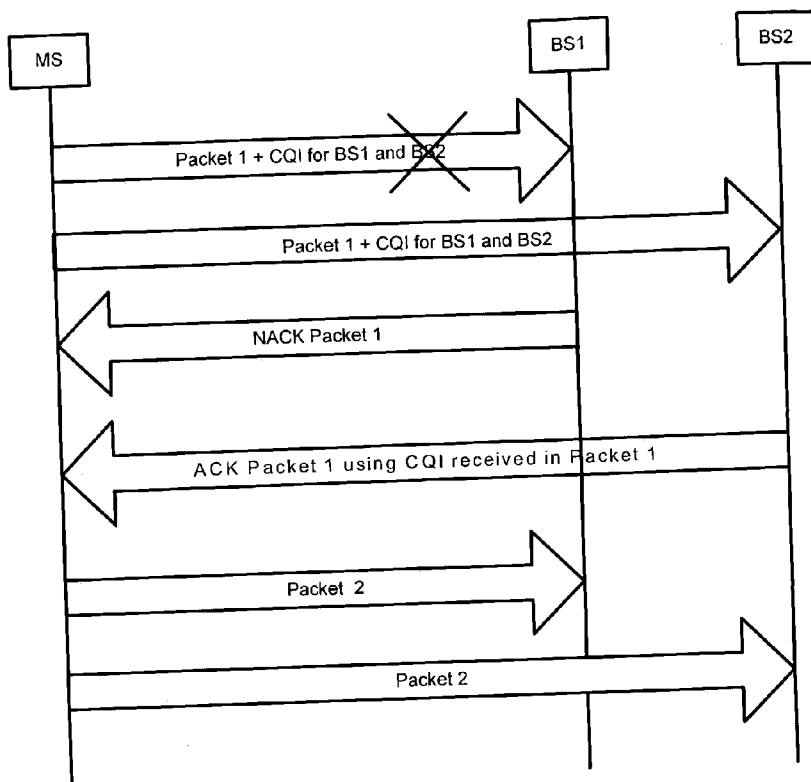 MS
BS1
BS2
Packet 1 + CQI for BS1 and BS2
Packet 1 + CQI for BS1 and BS2
NACK Packet 1
ACK Packet 1 using CQI received in Packet 1
Packet 2
Packet 2